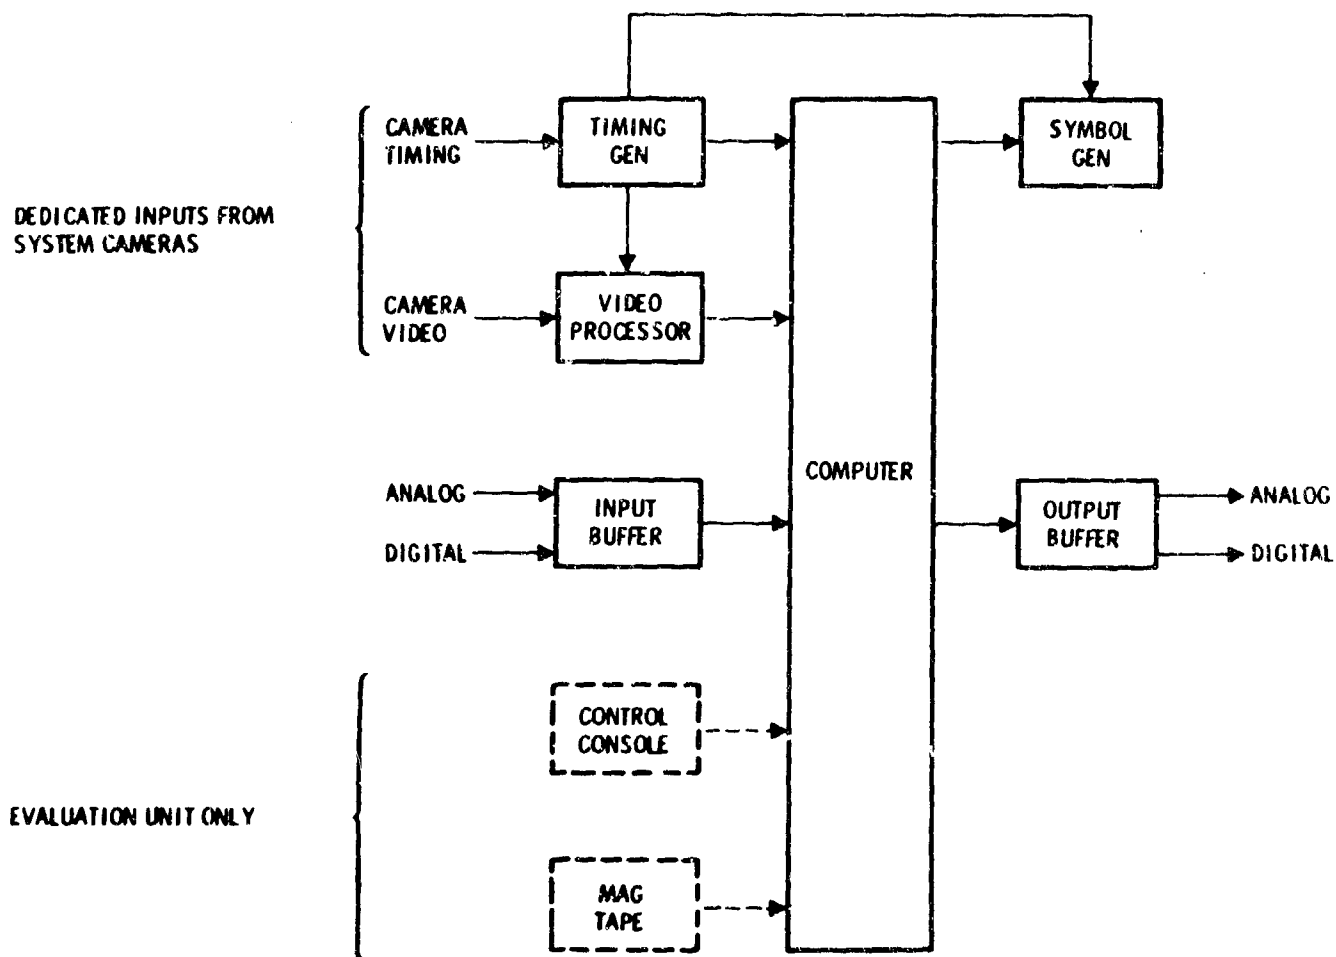 CAMERA
TIMING
TIMING
GEN
SYMBOL
GEN
DEDICATED INPUTS FROM
SYSTEM CAMERAS
CAMERA
VIDEO
VIDEO
PROCESSOR
COMPUTER
ANALOG
DIGITAL
INPUT
BUFFER
OUTPUT
BUFFER
ANALOG
DIGITAL
CONTROL
CONSOLE
EVALUATION UNIT ONLY
MAG
TAPE